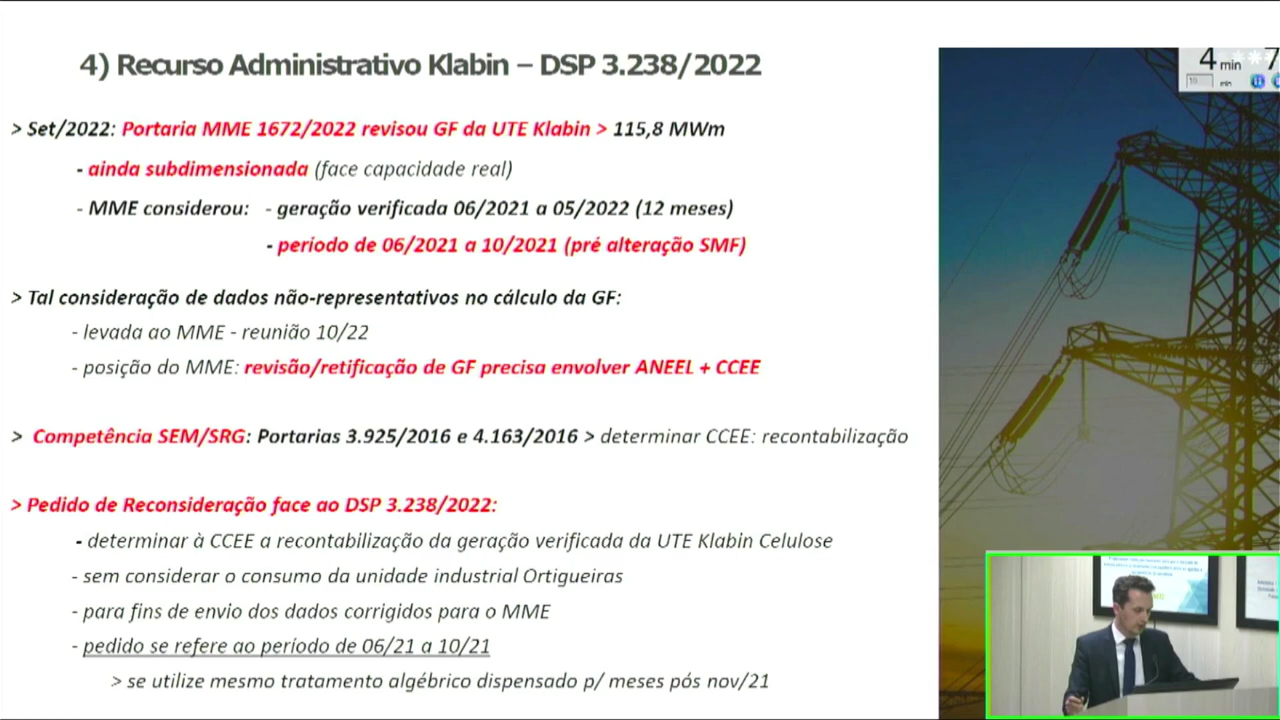 4) Recurso Administrativo Klabin – DSP 3.238/2022
4 min 7
min
> Set/2022: Portaria MME 1672/2022 revisou GF da UTE Klabin > 115,8 MWm
- ainda subdimensionada (face capacidade real)
- MME considerou: - geração verificada 06/2021 a 05/2022 (12 meses)
- período de 06/2021 a 10/2021 (pré alteração SMF)
> Tal consideração de dados não-representativos no cálculo da GF:
- levada ao MME - reunião 10/22
- posição do MME: revisão/retificação de GF precisa envolver ANEEL + CCEE
> Competência SEM/SRG: Portarias 3.925/2016 e 4.163/2016 > determinar CCEE: recontabilização
> Pedido de Reconsideração face ao DSP 3.238/2022:
- determinar à CCEE a recontabilização da geração verificada da UTE Klabin Celulose
- sem considerar o consumo da unidade industrial Ortigueiras
- para fins de envio dos dados corrigidos para o MME
- pedido se refere ao período de 06/21 a 10/21
> se utilize mesmo tratamento algébrico dispensado p/ meses pós nov/21